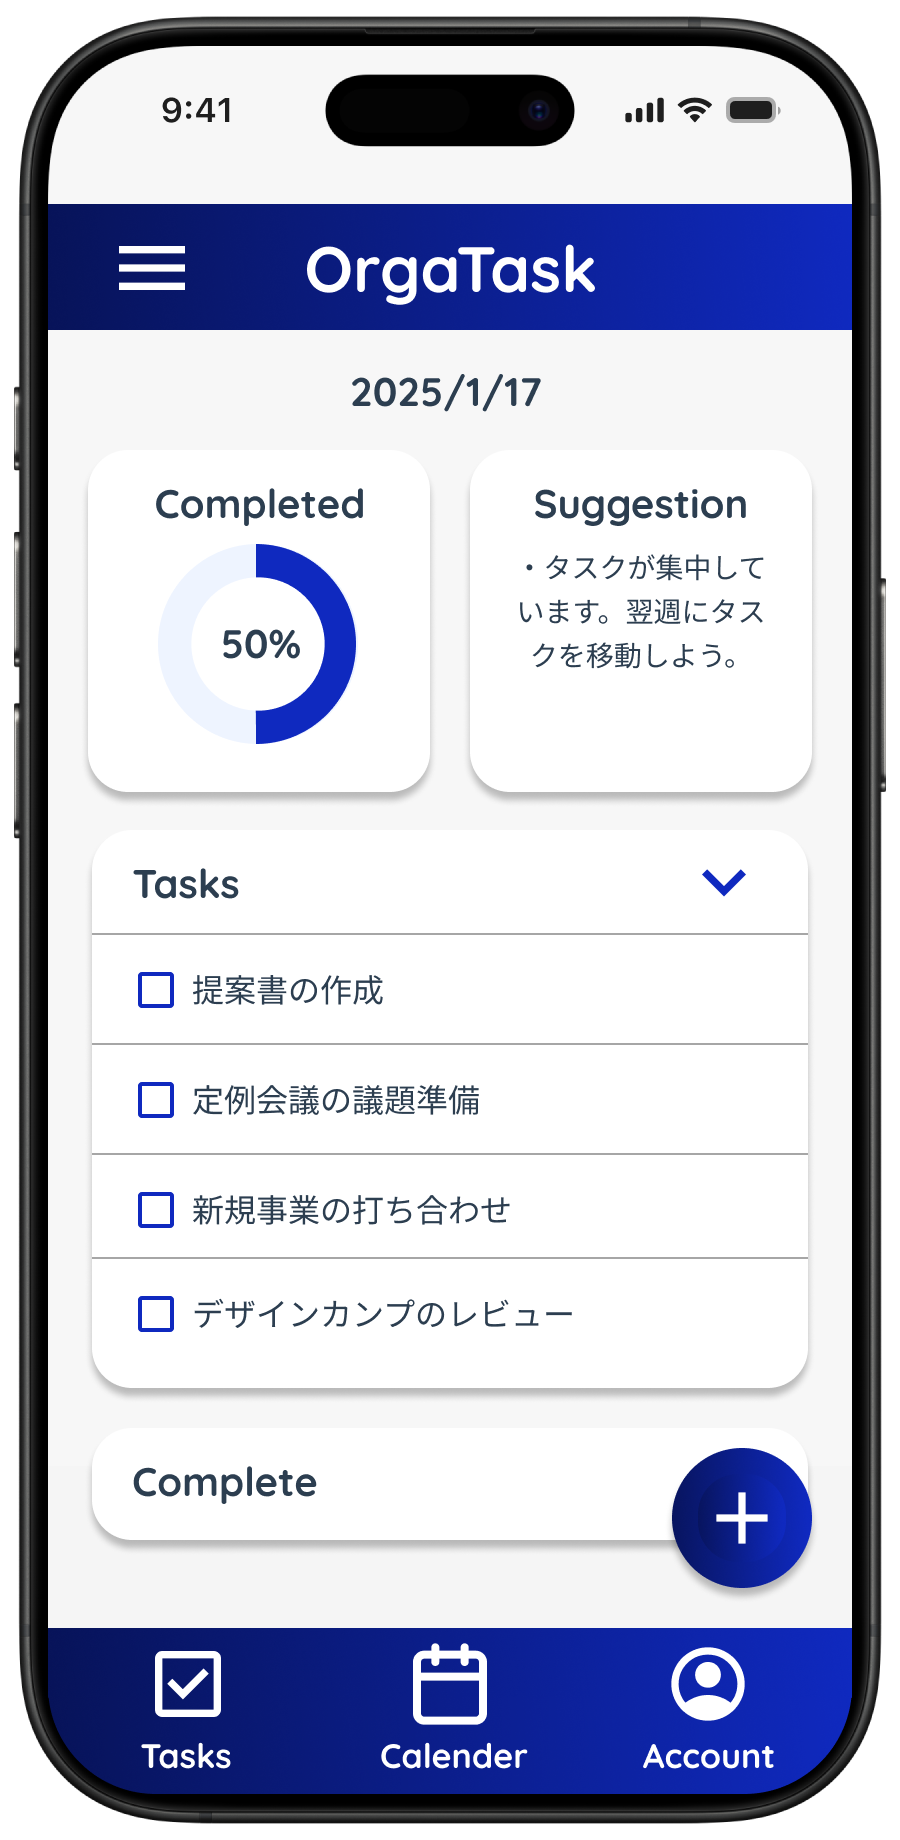 9:41
OrgaTask
2025/1/17
Completed
50%
Suggestion
・タスクが集中して
います。翌週にタス
クを移動しよう。
Tasks
提案書の作成
定例会議の議題準備
新規事業の打ち合わせ
デザインカンプのレビュー
Complete
Tasks
Calender
Account